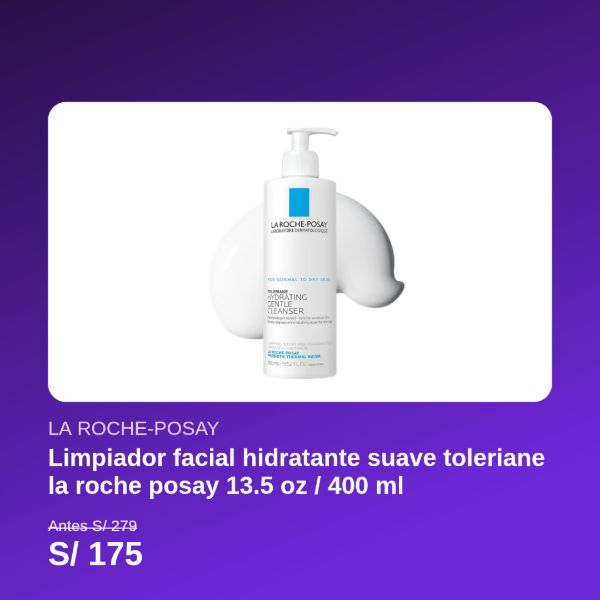 LA ROCHE-POSAY
LABORATOIRE DERMATOLOGIQUE
FOR NORMAL TO DRY SKIN
TOLERIANE
HYDRATING
GENTLE
CLEANSER
LA ROCHE-POSAY
PREBIOTIC THERMAL WATER
LA ROCHE-POSAY
Limpiador facial hidratante suave toleriane
la roche posay 13.5 oz / 400 ml
Antes S/ 279
S/ 175